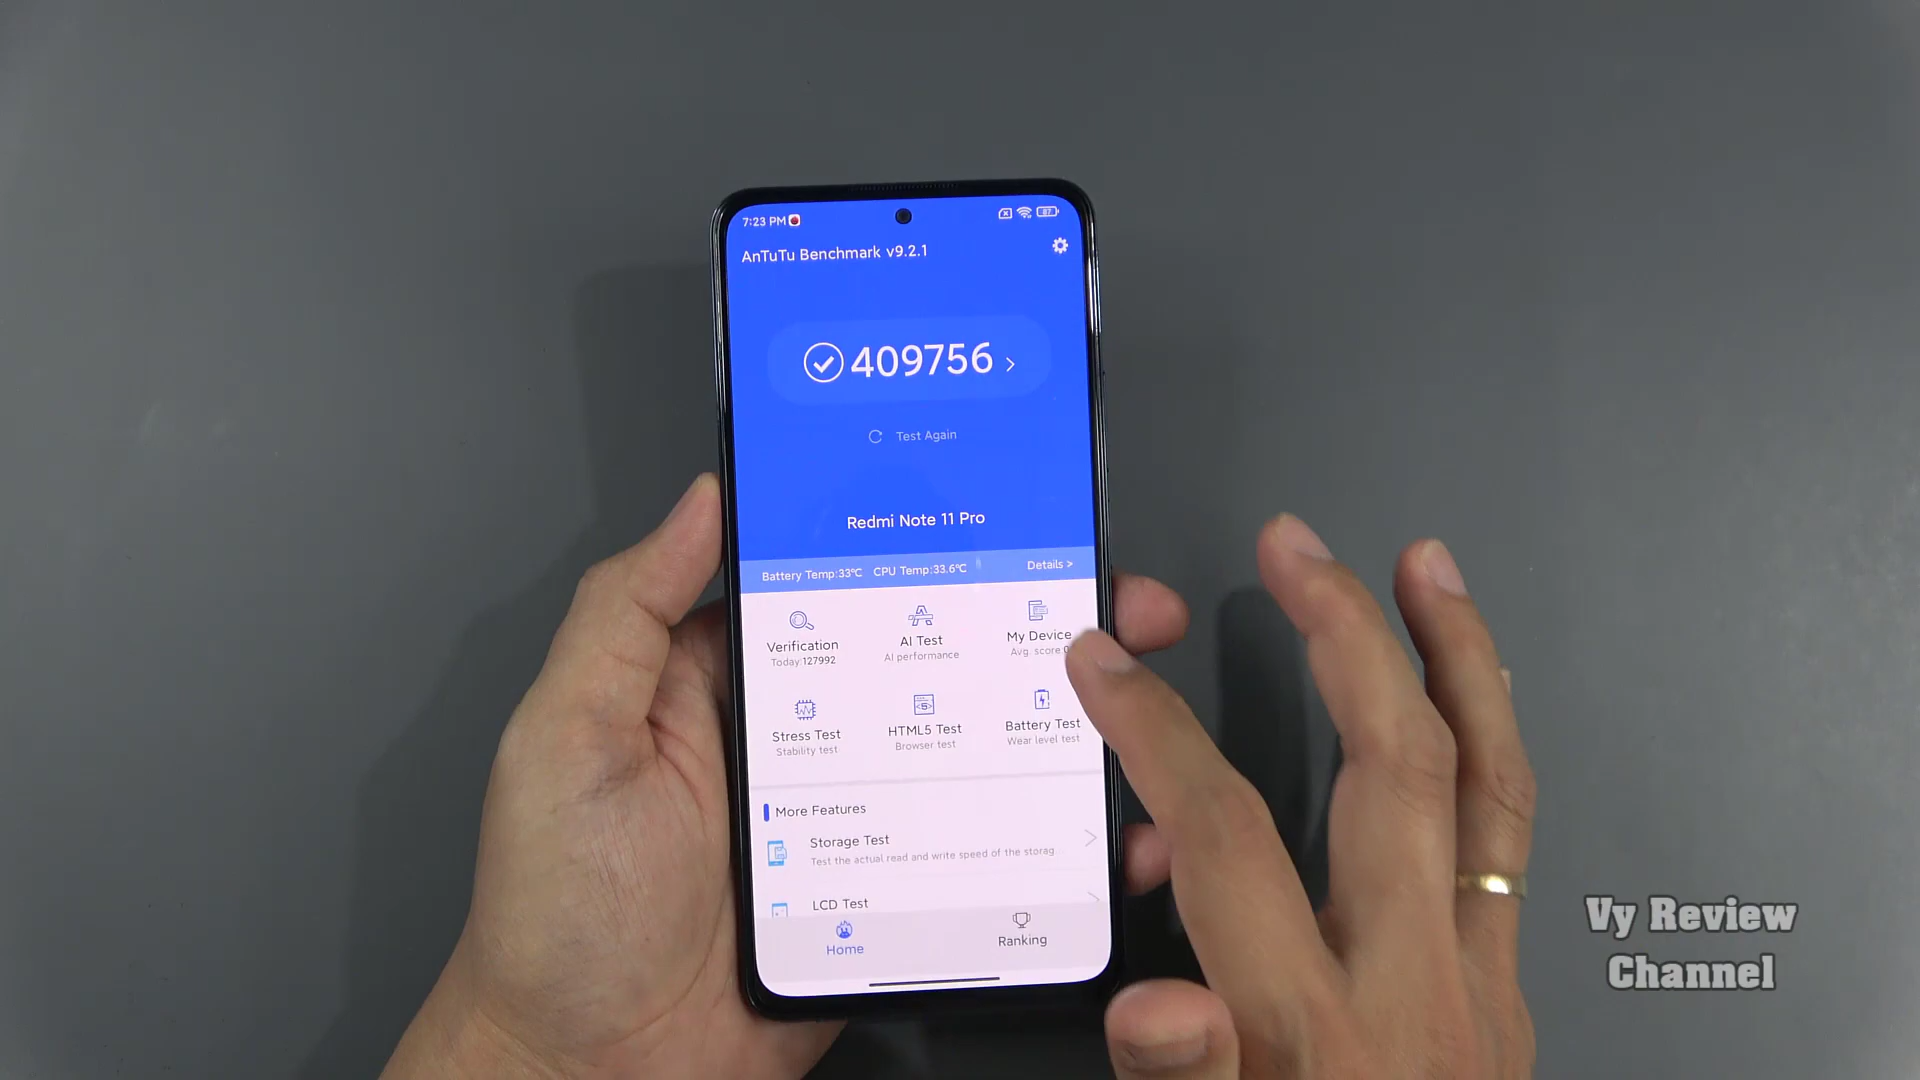 7:23 PM
87
AnTuTu Benchmark v9.2.1
409756
Test Again
Redmi Note 11 Pro
Battery Temp:33°C CPU Temp:33.6°C Details >
Verification
Today:127992
AI Test
AI performance
My Device
Avg. score
Stress Test
Stability test
HTML5 Test
Browser test
Battery Test
Wear level test
More Features
Storage Test
Test the actual read and write speed of the storag...
LCD Test
Home
Ranking
Vy Review
Channel